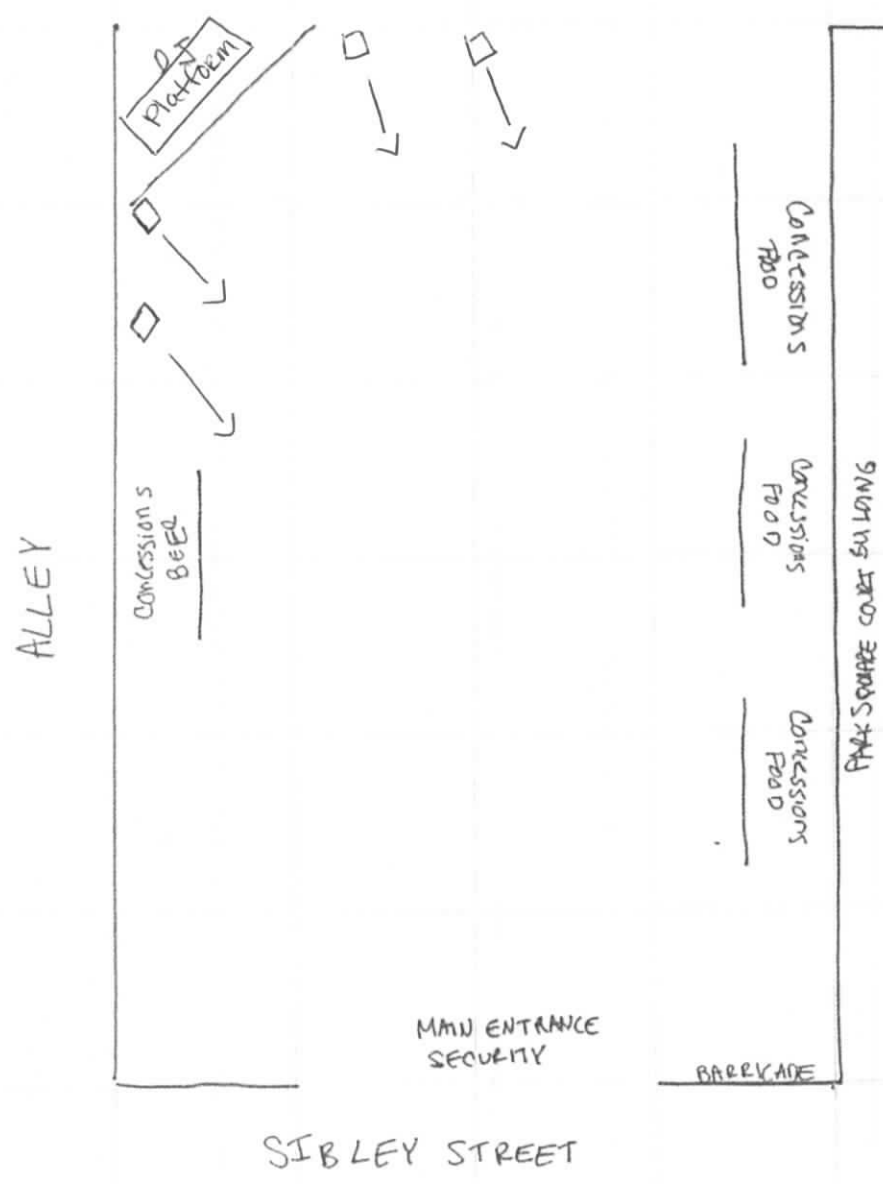 DJ
Platform
Concessions
FOOD
ALLEY
Concessions
BEER
Concessions
FOOD
PARK SQUARE COURT BUILDING
Concessions
FOOD
MAIN ENTRANCE
SECURITY
BARRICADE
SIBLEY STREET